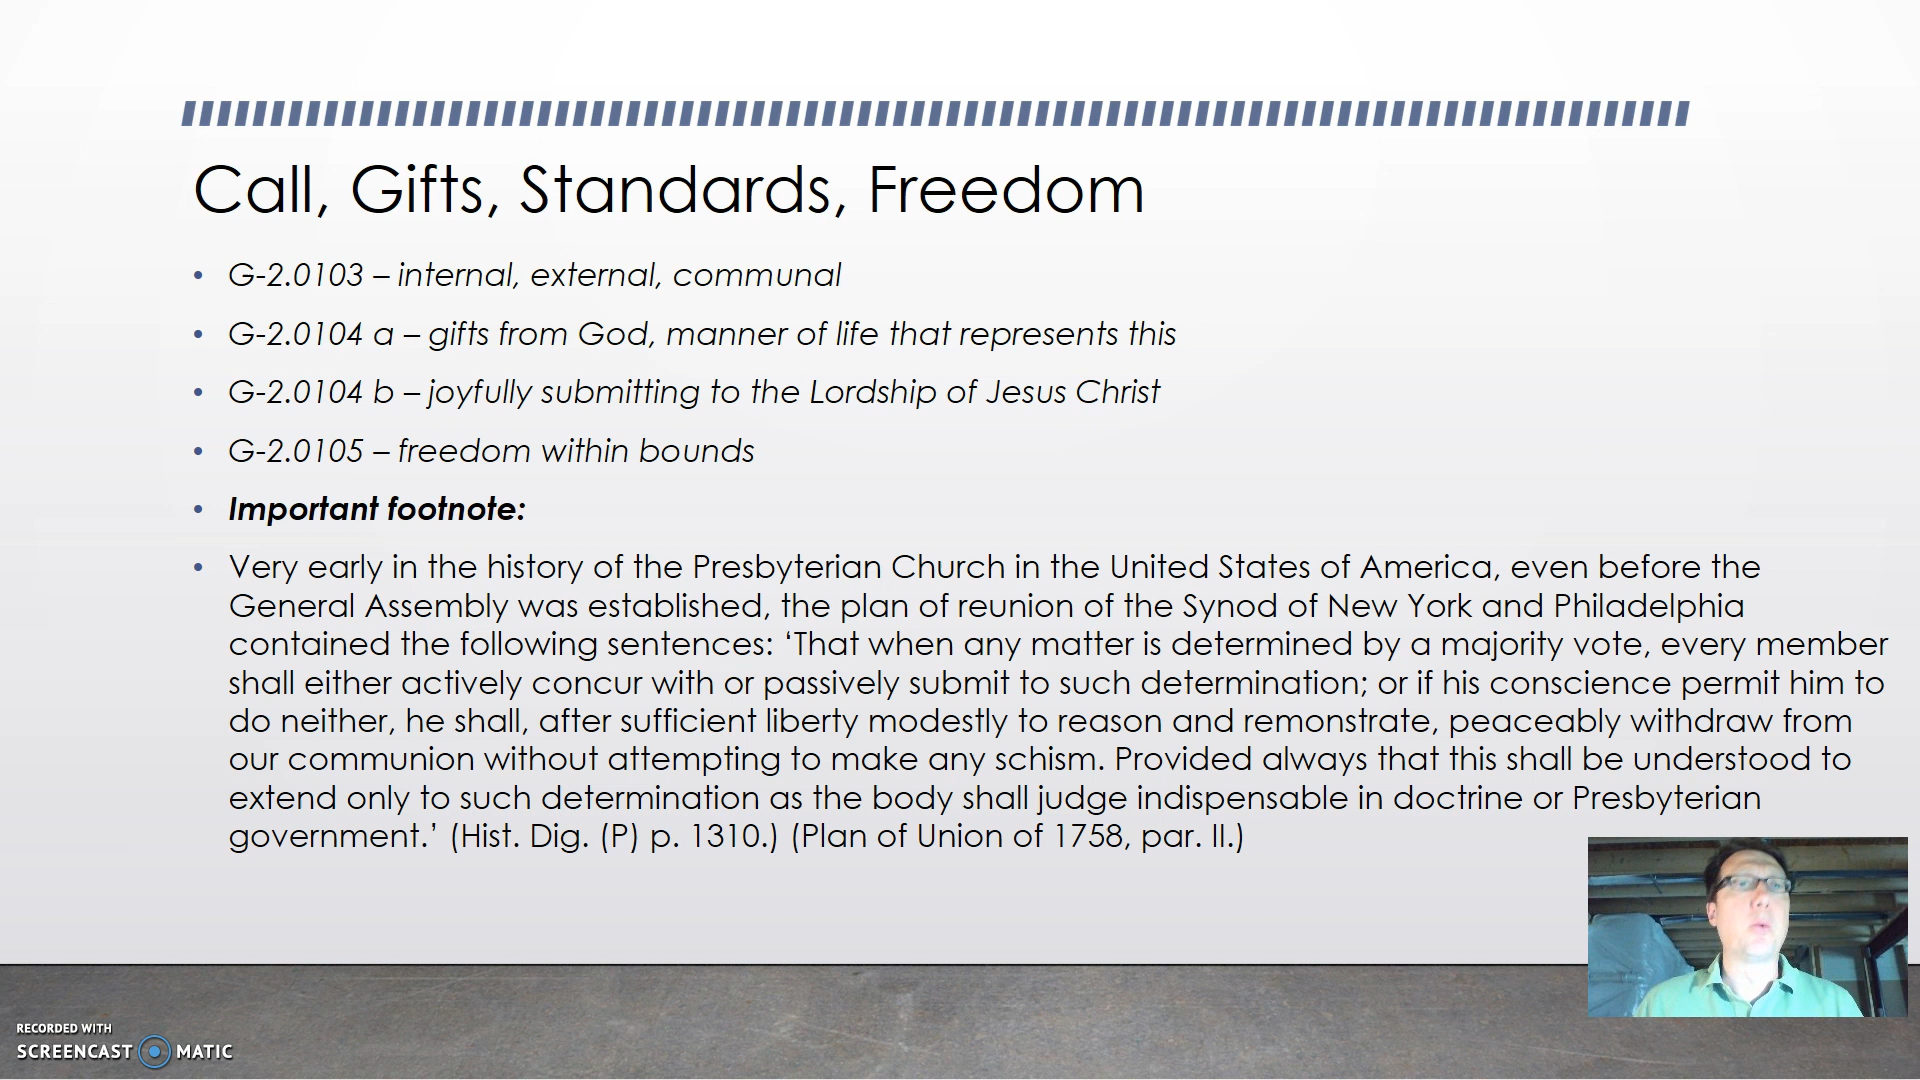 Call, Gifts, Standards, Freedom
• G-2.0103 – internal, external, communal
• G-2.0104 a – gifts from God, manner of life that represents this
• G-2.0104 b – joyfully submitting to the Lordship of Jesus Christ
• G-2.0105 – freedom within bounds
• Important footnote:
• Very early in the history of the Presbyterian Church in the United States of America, even before the
General Assembly was established, the plan of reunion of the Synod of New York and Philadelphia
contained the following sentences: ‘That when any matter is determined by a majority vote, every member
shall either actively concur with or passively submit to such determination; or if his conscience permit him to
do neither, he shall, after sufficient liberty modestly to reason and remonstrate, peaceably withdraw from
our communion without attempting to make any schism. Provided always that this shall be understood to
extend only to such determination as the body shall judge indispensable in doctrine or Presbyterian
government.’ (Hist. Dig. (P) p. 1310.) (Plan of Union of 1758, par. II.)
RECORDED WITH
SCREENCAST MATIC